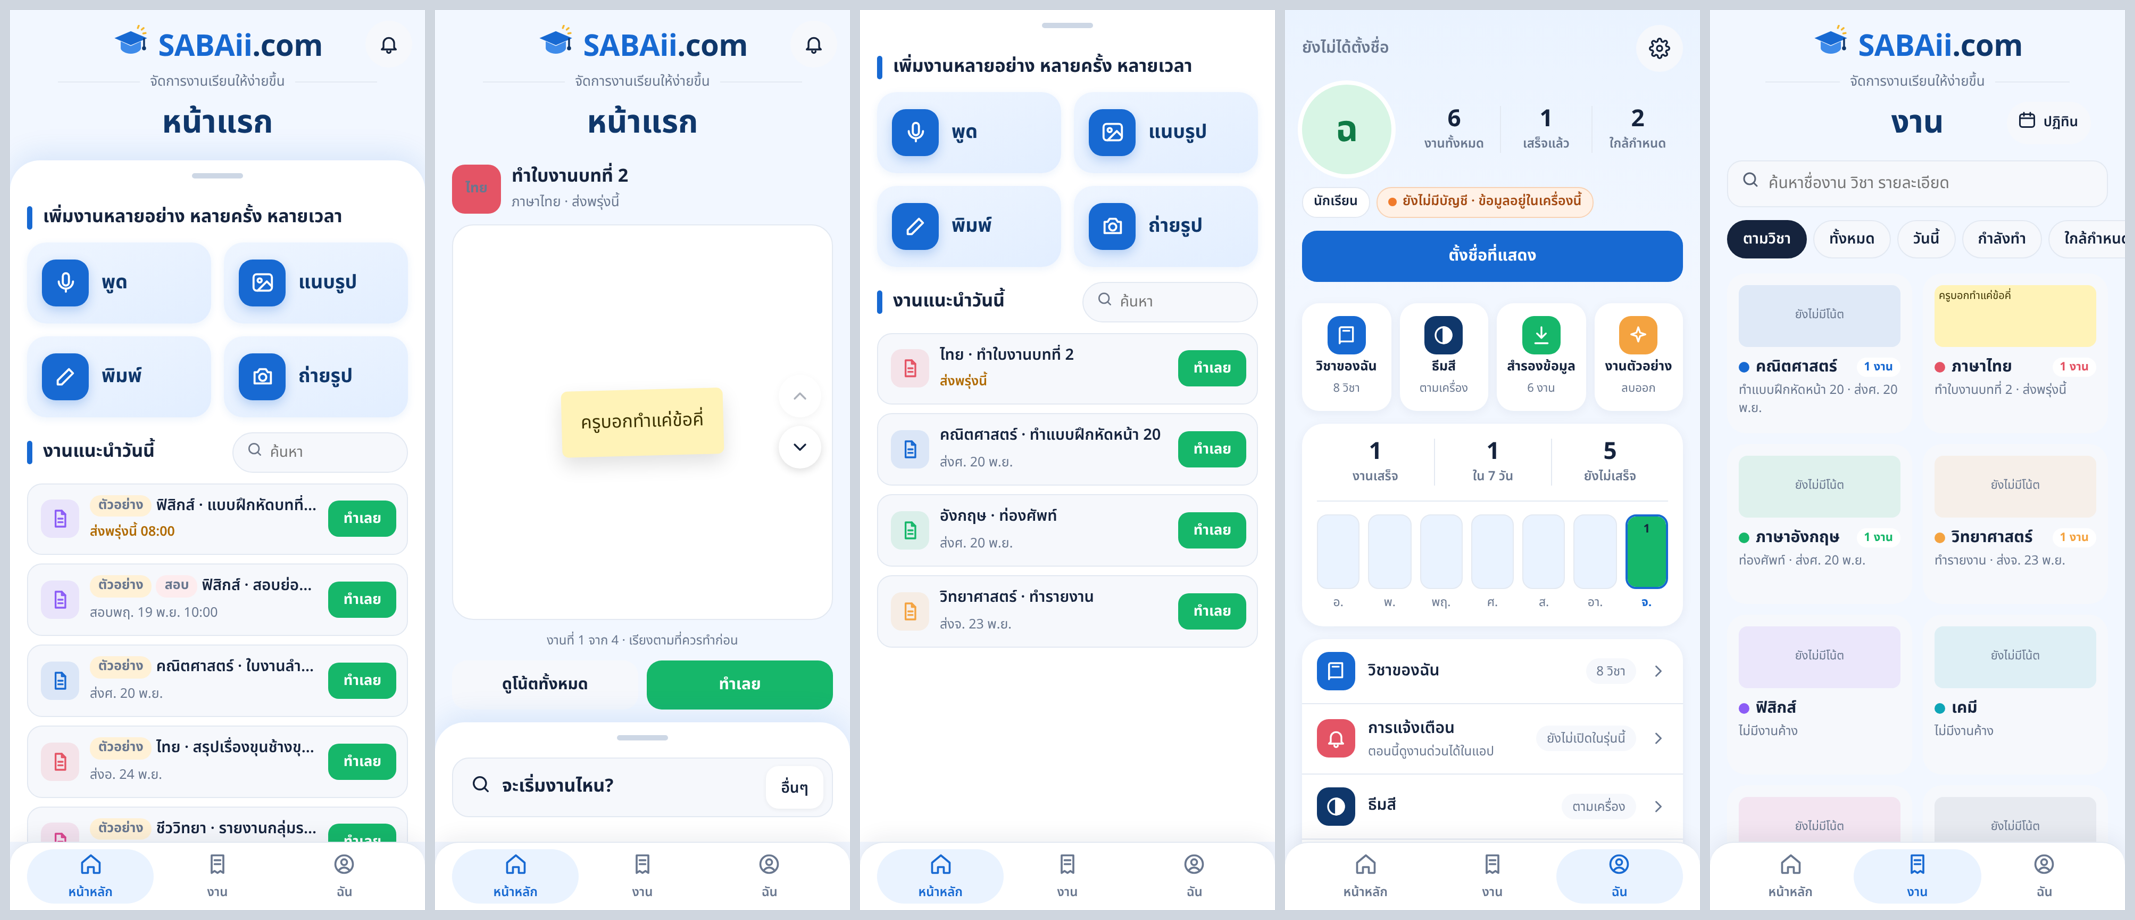 SABAii.com
จัดการงานเรียนให้ง่ายขึ้น
หน้าแรก
เพิ่มงานหลายอย่าง หลายครั้ง หลายเวลา
พูด
แนบรูป
พิมพ์
ถ่ายรูป
งานแนะนำวันนี้
ค้นหา
ตัวอย่าง ฟิสิกส์ · แบบฝึกหัดบทที่...
ส่งพรุ่งนี้ 08:00
ทำเลย
ตัวอย่าง สอบ ฟิสิกส์ · สอบย่อ...
สอบพฤ. 19 พ.ย. 10:00
ทำเลย
ตัวอย่าง คณิตศาสตร์ · ใบงานลำ...
ส่งศ. 20 พ.ย.
ทำเลย
ตัวอย่าง ไทย · สรุปเรื่องขุนช้างขุ...
ส่งอ. 24 พ.ย.
ทำเลย
ตัวอย่าง ชีววิทยา · รายงานกลุ่มร...
ทำเลย
หน้าหลัก
งาน
ฉัน
SABAii.com
จัดการงานเรียนให้ง่ายขึ้น
หน้าแรก
ไทย
ทำใบงานบทที่ 2
ภาษาไทย · ส่งพรุ่งนี้
ครูบอกทำแค่ข้อคี่
งานที่ 1 จาก 4 · เรียงตามที่ควรทำก่อน
ดูโน้ตทั้งหมด
ทำเลย
จะเริ่มงานไหน?
อื่นๆ
หน้าหลัก
งาน
ฉัน
เพิ่มงานหลายอย่าง หลายครั้ง หลายเวลา
พูด
แนบรูป
พิมพ์
ถ่ายรูป
งานแนะนำวันนี้
ค้นหา
ไทย · ทำใบงานบทที่ 2
ส่งพรุ่งนี้
ทำเลย
คณิตศาสตร์ · ทำแบบฝึกหัดหน้า 20
ส่งศ. 20 พ.ย.
ทำเลย
อังกฤษ · ท่องศัพท์
ส่งศ. 20 พ.ย.
ทำเลย
วิทยาศาสตร์ · ทำรายงาน
ส่งจ. 23 พ.ย.
ทำเลย
หน้าหลัก
งาน
ฉัน
ยังไม่ได้ตั้งชื่อ
ฉ
6
งานทั้งหมด
1
เสร็จแล้ว
2
ใกล้กำหนด
นักเรียน
ยังไม่มีบัญชี · ข้อมูลอยู่ในเครื่องนี้
ตั้งชื่อที่แสดง
วิชาของฉัน
8 วิชา
ธีมสี
ตามเครื่อง
สำรองข้อมูล
6 งาน
งานตัวอย่าง
ลบออก
1
งานเสร็จ
1
ใน 7 วัน
5
ยังไม่เสร็จ
1
อ. พ. พฤ. ศ. ส. อา. จ.
วิชาของฉัน
8 วิชา
การแจ้งเตือน
ตอนนี้ดูงานด่วนได้ในแอป
ยังไม่เปิดในรุ่นนี้
ธีมสี
ตามเครื่อง
หน้าหลัก
งาน
ฉัน
SABAii.com
จัดการงานเรียนให้ง่ายขึ้น
งาน
ปฏิทิน
ค้นหาชื่องาน วิชา รายละเอียด
ตามวิชา
ทั้งหมด
วันนี้
กำลังทำ
ใกล้กำหนด
ยังไม่มีโน้ต
คณิตศาสตร์
1 งาน
ทำแบบฝึกหัดหน้า 20 · ส่งศ. 20
พ.ย.
ครูบอกทำแค่ข้อคี่
ภาษาไทย
1 งาน
ทำใบงานบทที่ 2 · ส่งพรุ่งนี้
ยังไม่มีโน้ต
ภาษาอังกฤษ
1 งาน
ท่องศัพท์ · ส่งศ. 20 พ.ย.
ยังไม่มีโน้ต
วิทยาศาสตร์
1 งาน
ทำรายงาน · ส่งจ. 23 พ.ย.
ยังไม่มีโน้ต
ฟิสิกส์
ไม่มีงานค้าง
ยังไม่มีโน้ต
เคมี
ไม่มีงานค้าง
ยังไม่มีโน้ต
ยังไม่มีโน้ต
หน้าหลัก
งาน
ฉัน